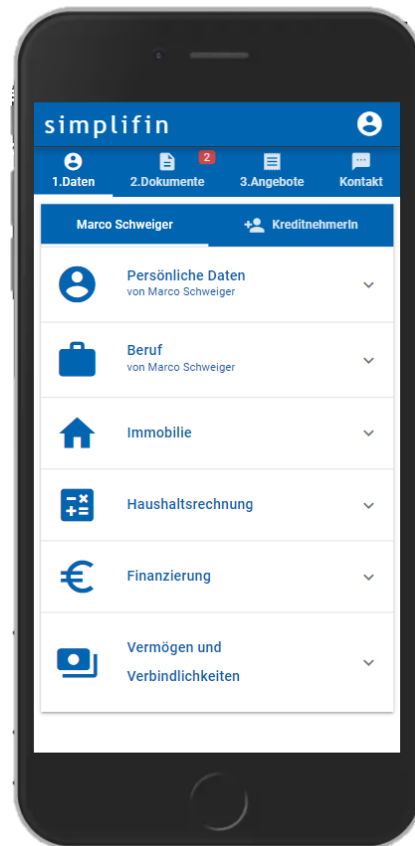 simplifin
2
1.Daten 2.Dokumente 3.Angebote Kontakt
Marco Schweiger KreditnehmerIn
Persönliche Daten
von Marco Schweiger
Beruf
von Marco Schweiger
Immobilie
Haushaltsrechnung
Finanzierung
Vermögen und
Verbindlichkeiten